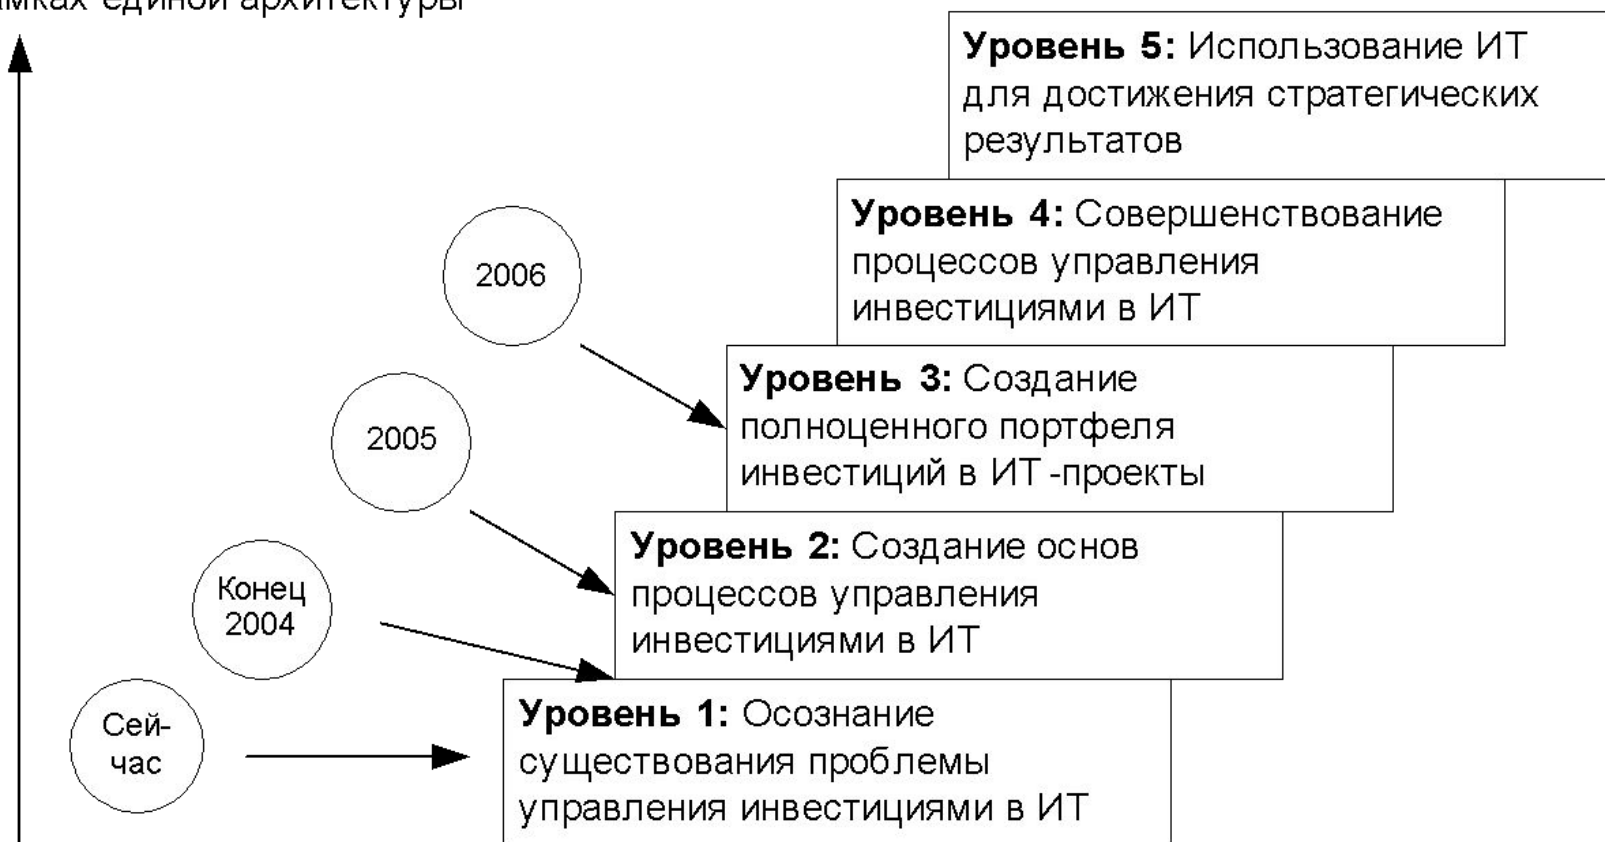 единой архитектуры
Уровень 5: Использование ИТ
для достижения стратегических
результатов
Уровень 4: Совершенствование
процессов управления
инвестициями в ИТ
2006
Уровень 3: Создание
полноценного портфеля
инвестиций в ИТ -проекты
2005
Уровень 2: Создание основ
процессов управления
инвестициями в ИТ
Конец
2004
Уровень 1: Осознание
существования проблемы
управления инвестициями в ИТ
Сей-
час